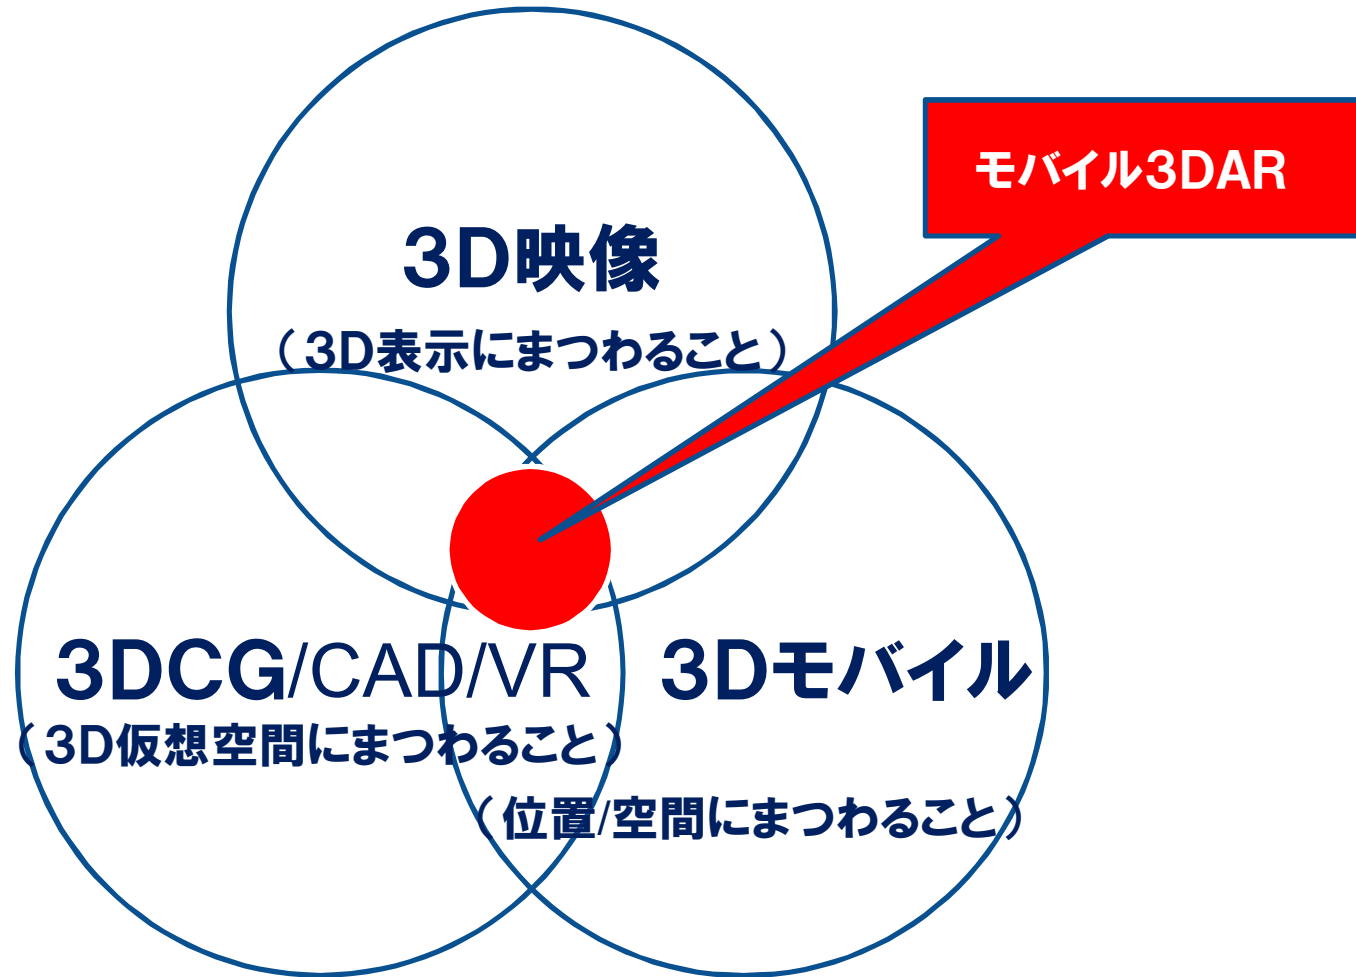 モバイル3DAR
3D映像
（3D表示にまつわること）
3DCG/CAD/VR
（3D仮想空間にまつわること）
3Dモバイル
（位置/空間にまつわること）